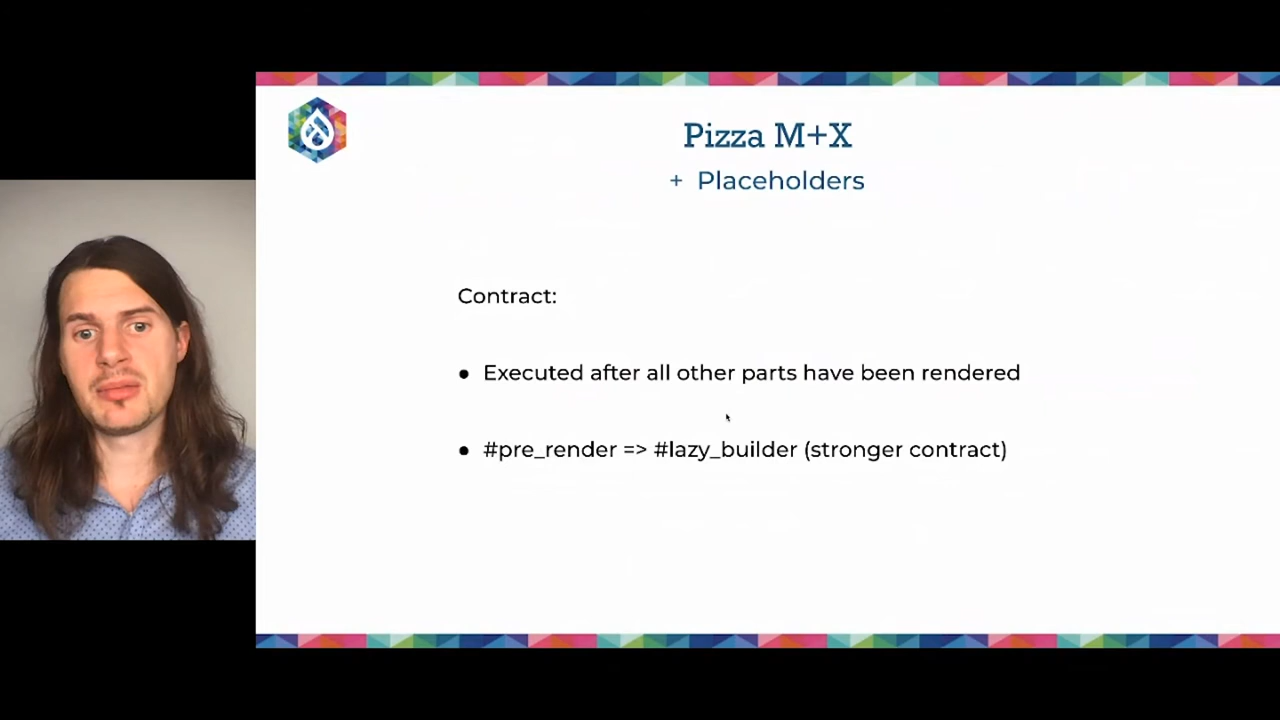 Pizza M+X
+ Placeholders
Contract:
● Executed after all other parts have been rendered
● #pre_render => #lazy_builder (stronger contract)